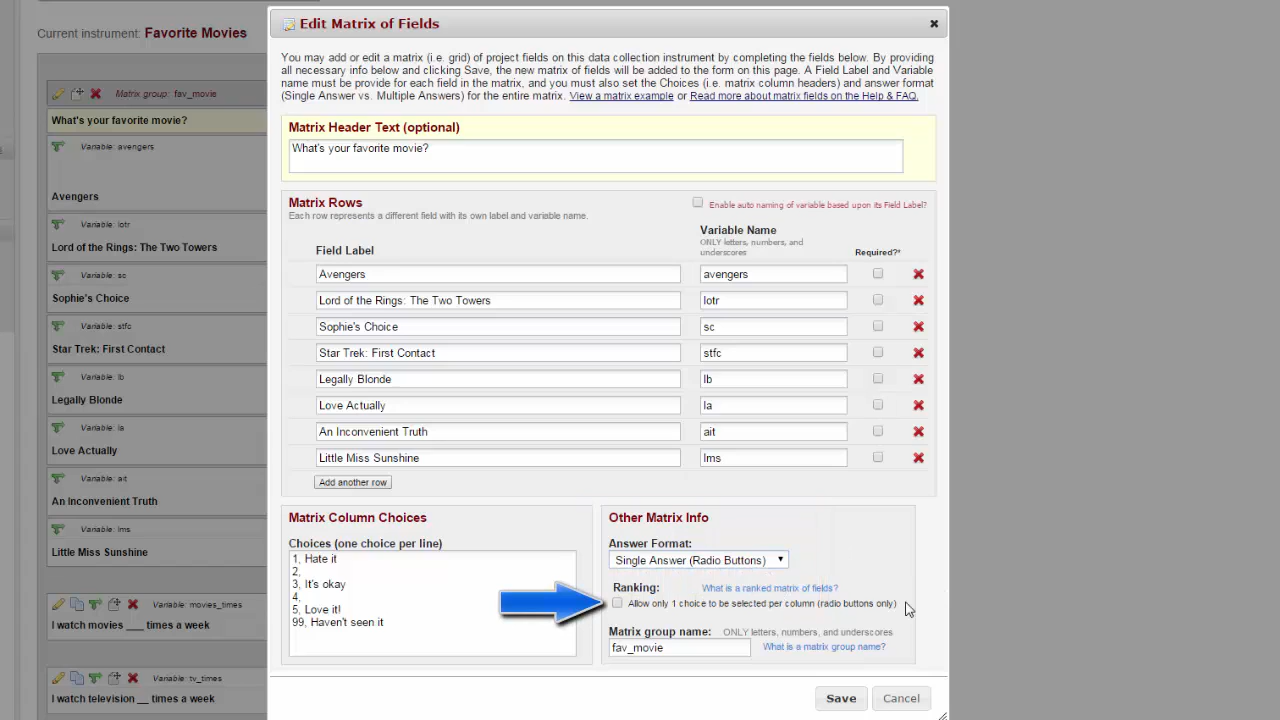 Current instrument: Favorite Movies
Matrix group: fav_movie
What's your favorite movie?
Variable: avengers
Avengers
Variable: lotr
Lord of the Rings: The Two Towers
Variable: sc
Sophie's Choice
Variable: stfc
Star Trek: First Contact
Variable: lb
Legally Blonde
Variable: la
Love Actually
Variable: ait
An Inconvenient Truth
Variable: lms
Little Miss Sunshine
Variable: movies_times
I watch movies ___ times a week
Variable: tv_times
I watch television __ times a week
Edit Matrix of Fields
You may add or edit a matrix (i.e. grid) of project fields on this data collection instrument by completing the fields below. By providing
all necessary info below and clicking Save, the new matrix of fields will be added to the form on this page. A Field Label and Variable
name must be provide for each field in the matrix, and you must also set the Choices (i.e. matrix column headers) and answer format
(Single Answer vs. Multiple Answers) for the entire matrix. View a matrix example or Read more about matrix fields on the Help & FAQ.
Matrix Header Text (optional)
What's your favorite movie?
Matrix Rows
Each row represents a different field with its own label and variable name.
Enable auto naming of variable based upon its Field Label?
Field Label
Variable Name
ONLY letters, numbers, and
underscores
Required?*
Avengers avengers
Lord of the Rings: The Two Towers lotr
Sophie's Choice sc
Star Trek: First Contact stfc
Legally Blonde lb
Love Actually la
An Inconvenient Truth ait
Little Miss Sunshine lms
Add another row
Matrix Column Choices
Choices (one choice per line)
1, Hate it
2,
3, It's okay
4,
5, Love it!
99, Haven't seen it
Other Matrix Info
Answer Format:
Single Answer (Radio Buttons)
Ranking: What is a ranked matrix of fields?
Allow only 1 choice to be selected per column (radio buttons only)
Matrix group name: ONLY letters, numbers, and underscores
fav_movie What is a matrix group name?
Save Cancel